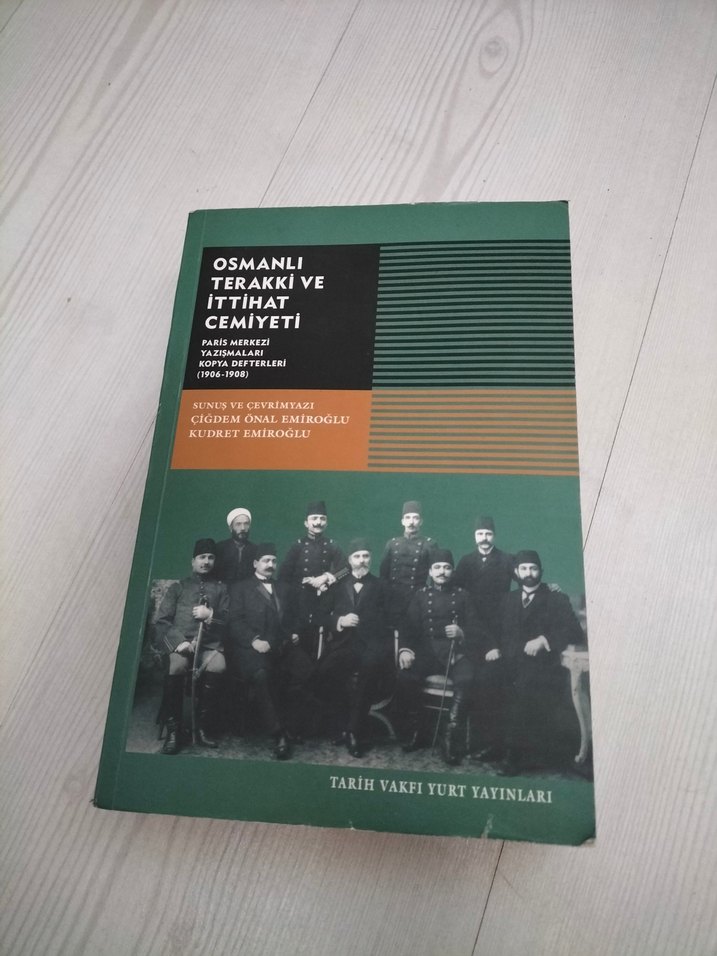 OSMANLI
TERAKKİ VE
İTTİHAT
CEMİYETİ
PARİS MERKEZİ
YAZIŞMALARI
KOPYA DEFTERLERİ
(1906-1908)
SUNUŞ VE ÇEVRİMYAZI
ÇİĞDEM ÖNAL EMİROĞLU
KUDRET EMİROĞLU
TARİH VAKFI YURT YAYINLARI